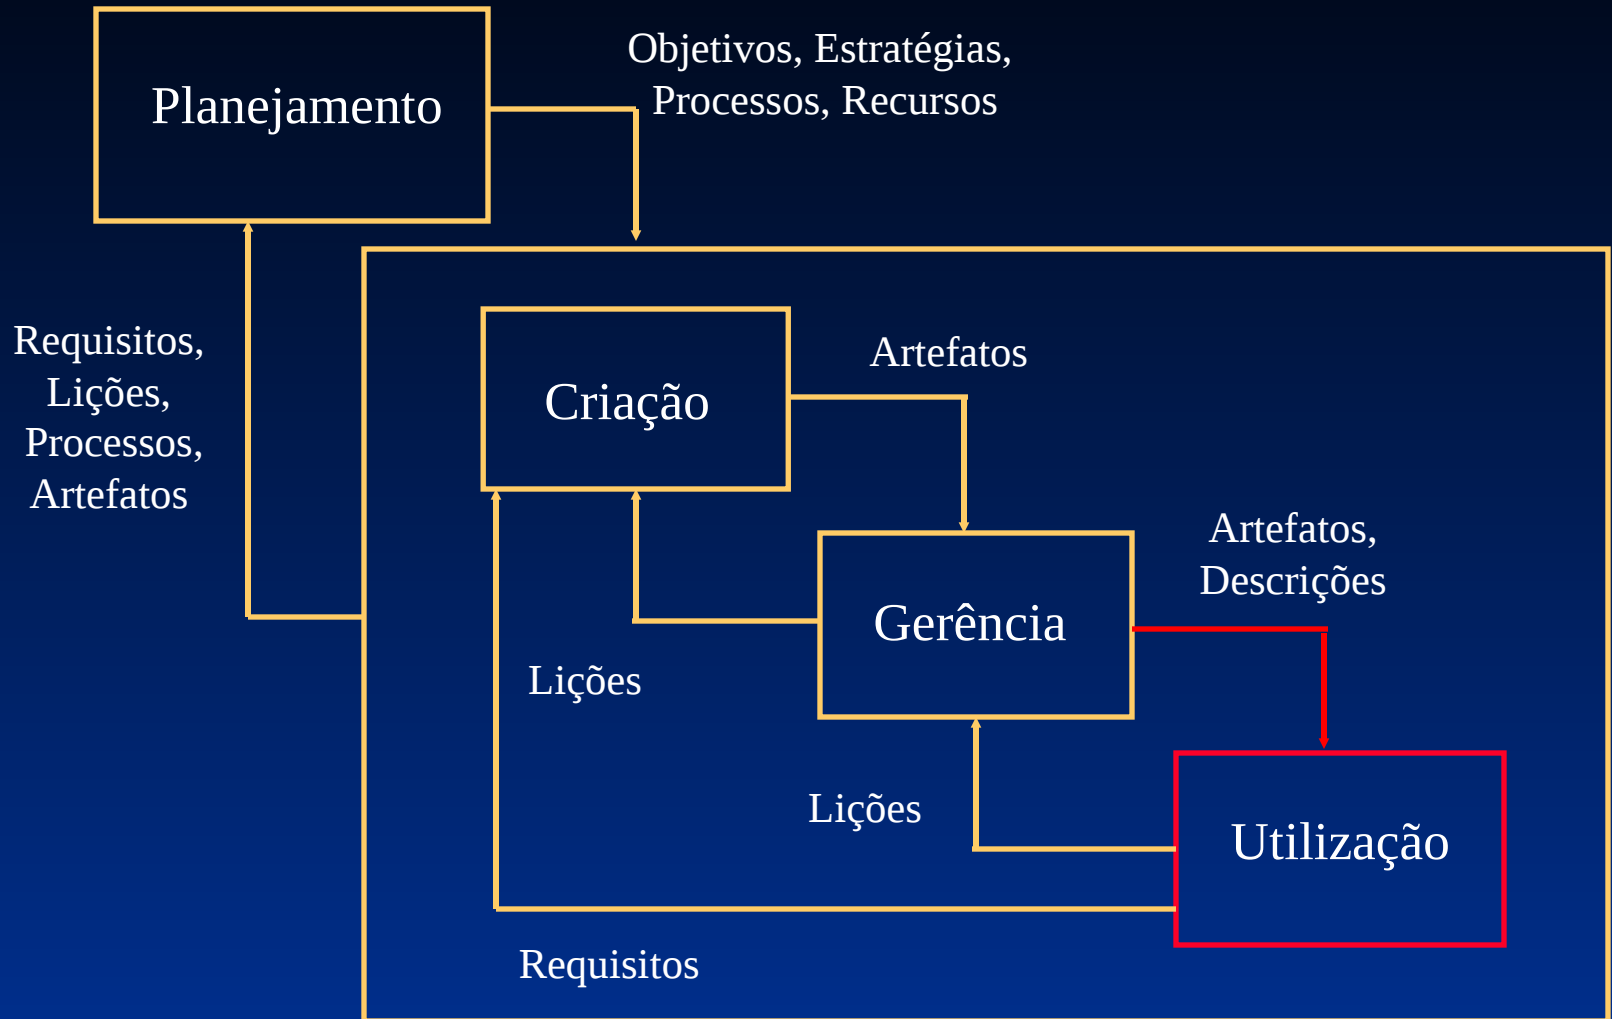 Objetivos, Estratégias,
Processos, Recursos
Planejamento
Requisitos,
Lições,
Processos,
Artefatos
Criação
Artefatos
Artefatos,
Descrições
Gerência
Lições
Lições
Utilização
Requisitos